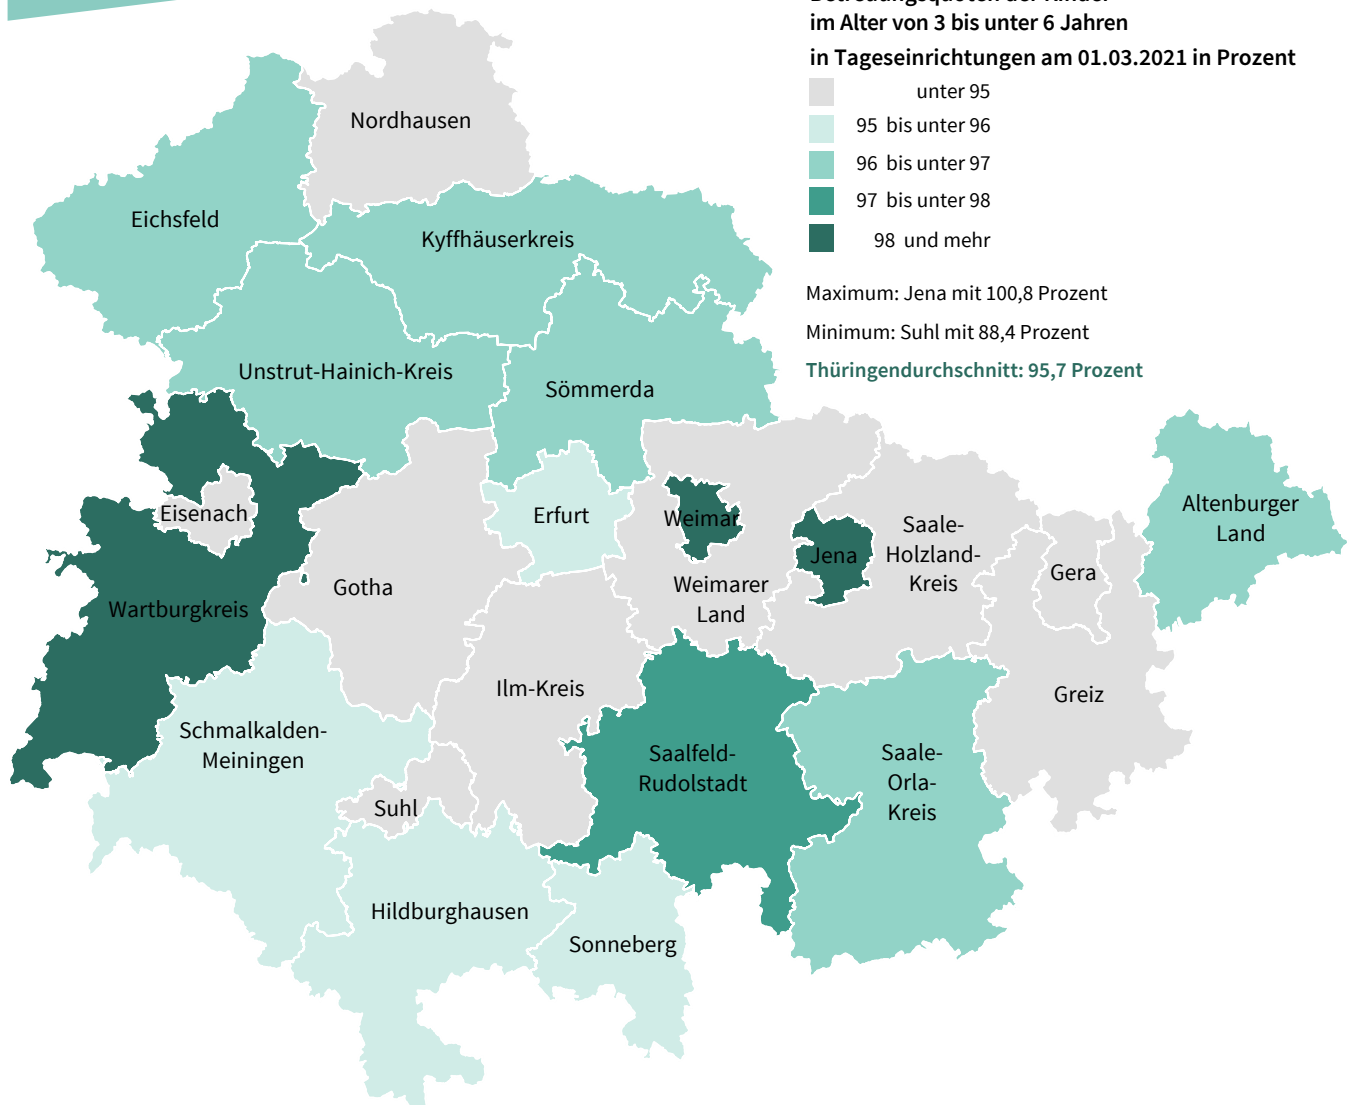 Betreuungsquoten der Kinder
im Alter von 3 bis unter 6 Jahren
in Tageseinrichtungen am 01.03.2021 in Prozent
unter 95
95 bis unter 96
96 bis unter 97
97 bis unter 98
98 und mehr
Maximum: Jena mit 100,8 Prozent
Minimum: Suhl mit 88,4 Prozent
Thüringendurchschnitt: 95,7 Prozent
Nordhausen
Eichsfeld
Kyffhäuserkreis
Unstrut-Hainich-Kreis
Sömmerda
Eisenach
Erfurt
Weimar
Jena
Saale-
Holzland-
Kreis
Gera
Altenburger
Land
Wartburgkreis
Gotha
Weimarer
Land
Ilm-Kreis
Greiz
Schmalkalden-
Meiningen
Suhl
Saalfeld-
Rudolstadt
Saale-
Orla-
Kreis
Hildburghausen
Sonneberg